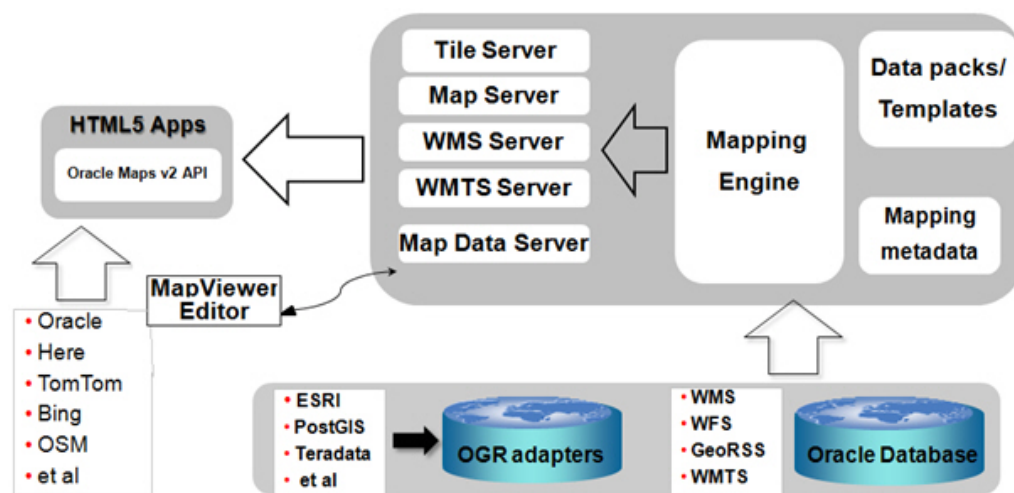 Tile Server
Map Server
WMS Server
WMTS Server
Map Data Server
Mapping
Engine
Data packs/
Templates
Mapping
metadata
HTML5 Apps
Oracle Maps v2 API
MapViewer
Editor
• Oracle
• Here
• TomTom
• Bing
• OSM
• et al
• ESRI
• PostGIS
• Teradata
• et al
OGR adapters
• WMS
• WFS
• GeoRSS
• WMTS
Oracle Database